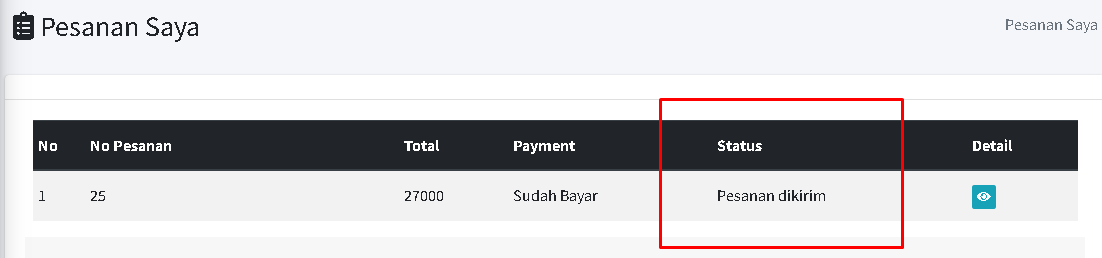 Pesanan Saya
Pesanan Saya
No No Pesanan Total Payment Status Detail
1 25 27000 Sudah Bayar Pesanan dikirim